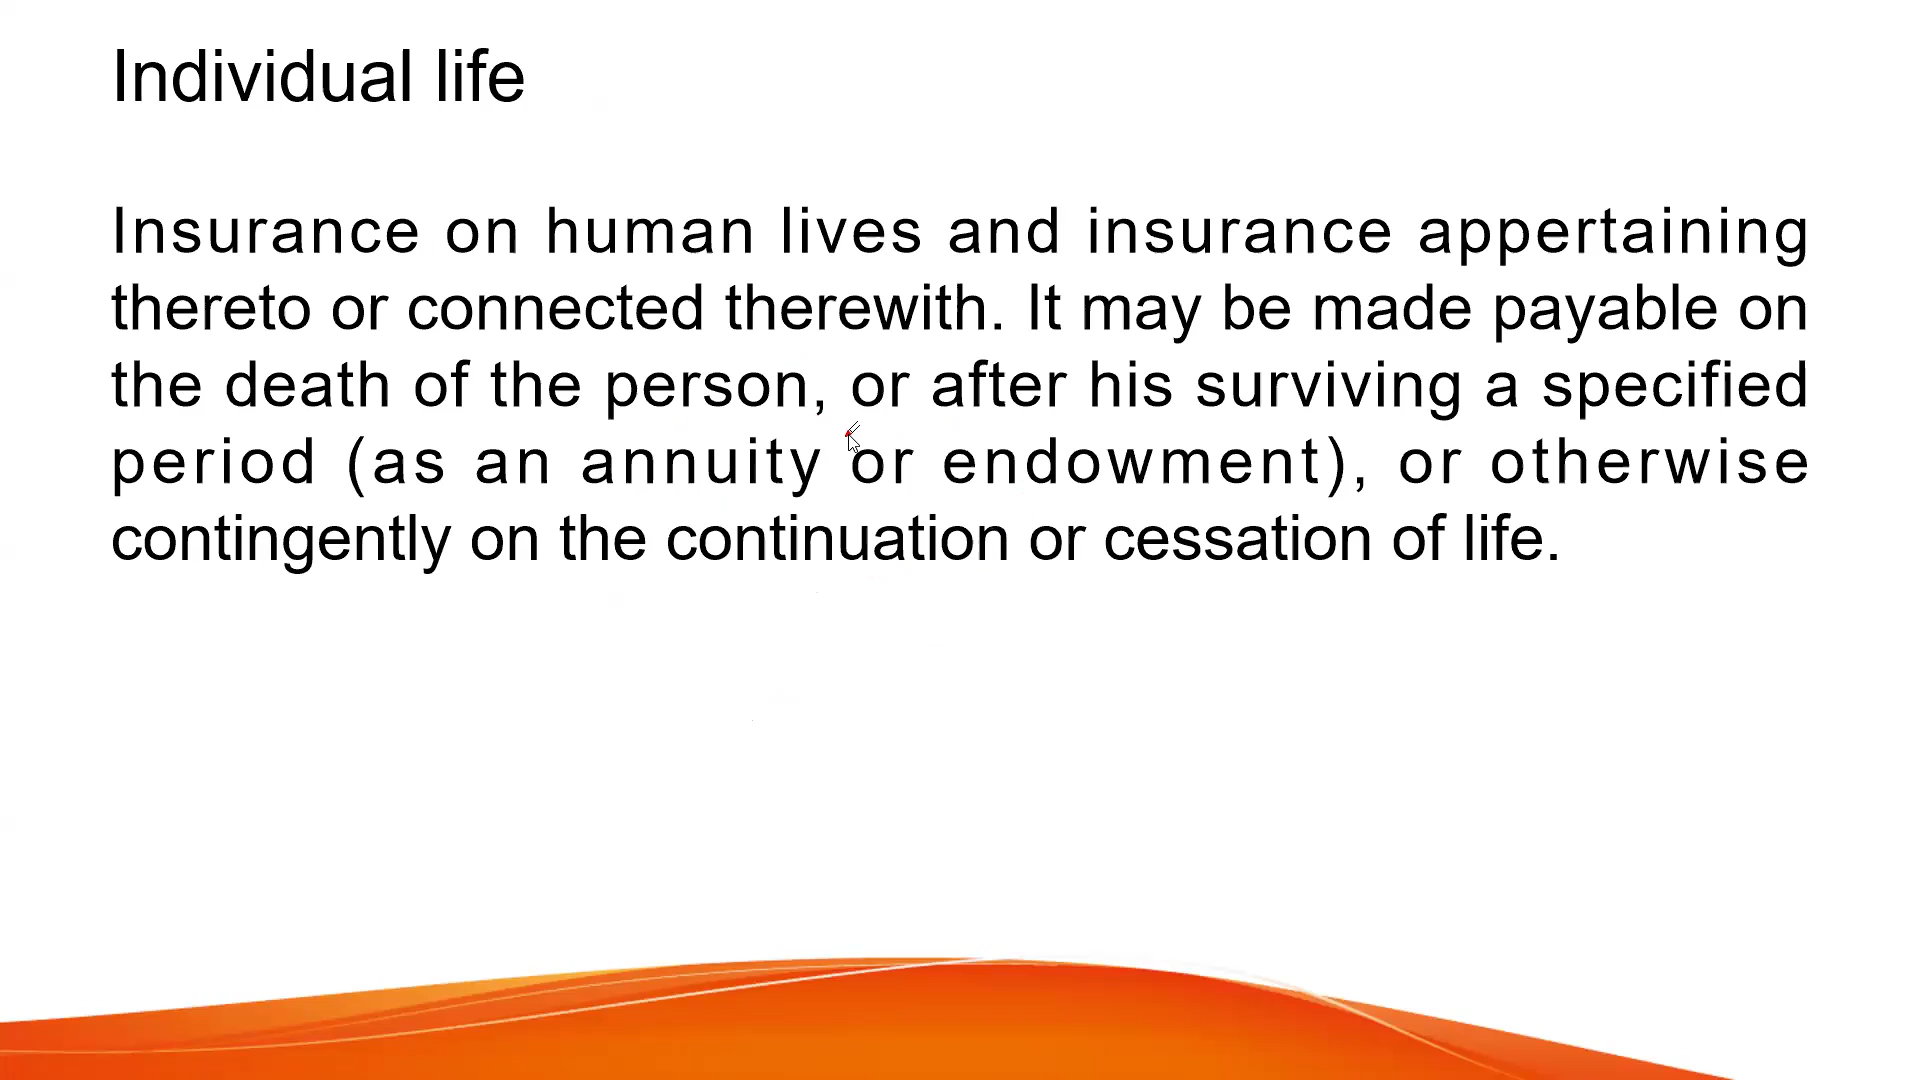 Individual life
Insurance on human lives and insurance appertaining
thereto or connected therewith. It may be made payable on
the death of the person, or after his surviving a specified
period (as an annuity or endowment), or otherwise
contingently on the continuation or cessation of life.